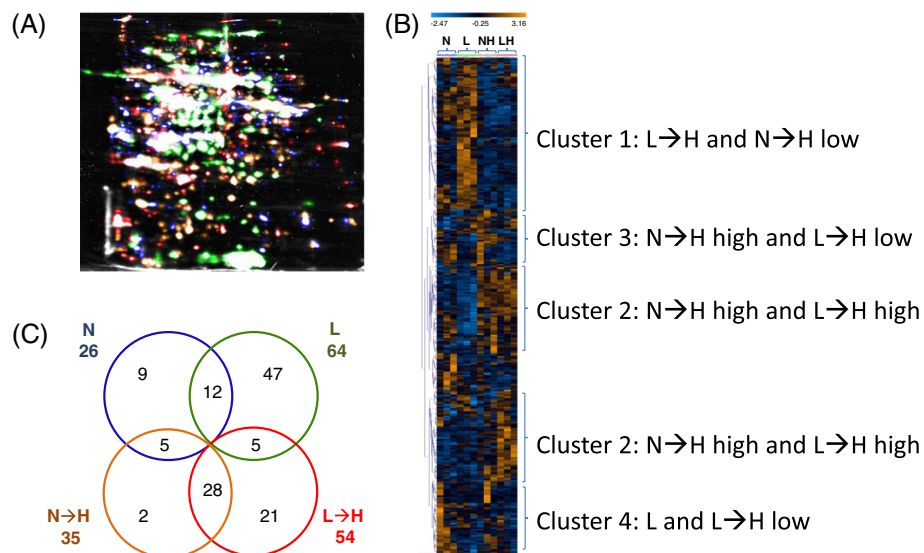 (A)
(B)
-2.47 -0.25 3.16
N L NH LH
Cluster 1: L→H and N→H low
Cluster 3: N→H high and L→H low
Cluster 2: N→H high and L→H high
Cluster 2: N→H high and L→H high
Cluster 4: L and L→H low
(C)
N
26
L
64
9
12
47
5
5
28
2
21
N→H
35
L→H
54